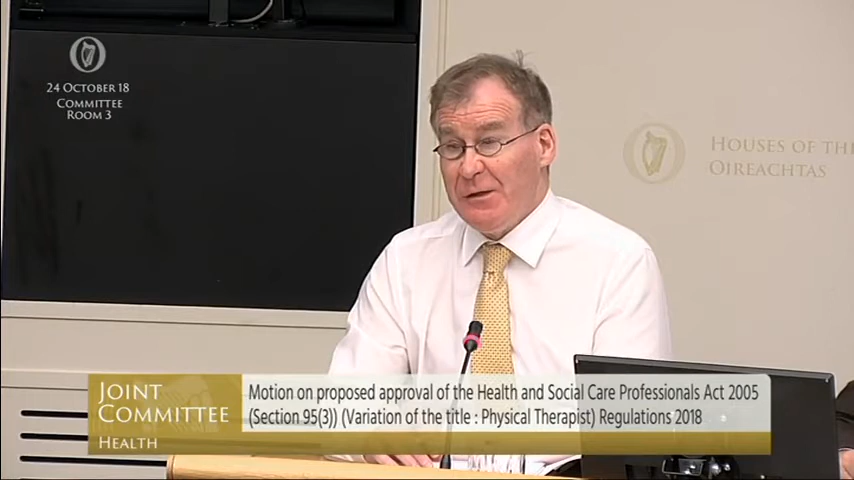 24 October 18
Committee
Room 3
Houses of the
Oireachtas
Joint
Committee
Health
Motion on proposed approval of the Health and Social Care Professionals Act 2005
(Section 95(3)) (Variation of the title : Physical Therapist) Regulations 2018